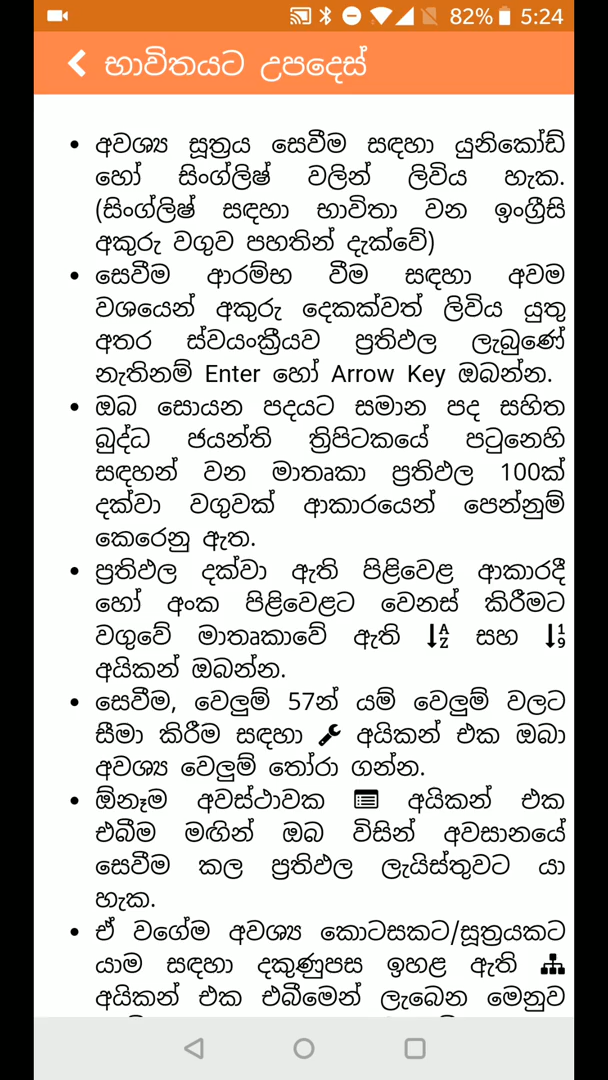 82% 5:24
භාවිතයට උපදෙස්
• අවශ්‍ය සූත්‍රය සෙවීම සඳහා යුනිකෝඩ්
හෝ සිංග්ලිෂ් වලින් ලිවිය හැක.
(සිංග්ලිෂ් සඳහා භාවිතා වන ඉංග්‍රීසි
අකුරු වගුව පහතින් දැක්වේ)
• සෙවීම ආරම්භ වීම සඳහා අවම
වශයෙන් අකුරු දෙකක්වත් ලිවිය යුතු
අතර ස්වයංක්‍රීයව ප්‍රතිඵල ලැබුණේ
නැතිනම් Enter හෝ Arrow Key ඔබන්න.
• ඔබ සොයන පදයට සමාන පද සහිත
බුද්ධ ජයන්ති ත්‍රිපිටකයේ පටුනෙහි
සඳහන් වන මාතෘකා ප්‍රතිඵල 100ක්
දක්වා වගුවක් ආකාරයෙන් පෙන්නුම්
කෙරෙනු ඇත.
• ප්‍රතිඵල දක්වා ඇති පිළිවෙළ ආකාරදී
හෝ අංක පිළිවෙළට වෙනස් කිරීමට
වගුවේ මාතෘකාවේ ඇති සහ
අයිකන් ඔබන්න.
• සෙවීම, වෙලුම් 57න් යම් වෙලුම් වලට
සීමා කිරීම සඳහා අයිකන් එක ඔබා
අවශ්‍ය වෙලුම් තෝරා ගන්න.
• ඕනෑම අවස්ථාවක අයිකන් එක
එබීම මඟින් ඔබ විසින් අවසානයේ
සෙවීම කල ප්‍රතිඵල ලැයිස්තුවට යා
හැක.
• ඒ වගේම අවශ්‍ය කොටසකට/සූත්‍රයකට
යාම සඳහා දකුණුපස ඉහළ ඇති
අයිකන් එක එබීමෙන් ලැබෙන මෙනුව